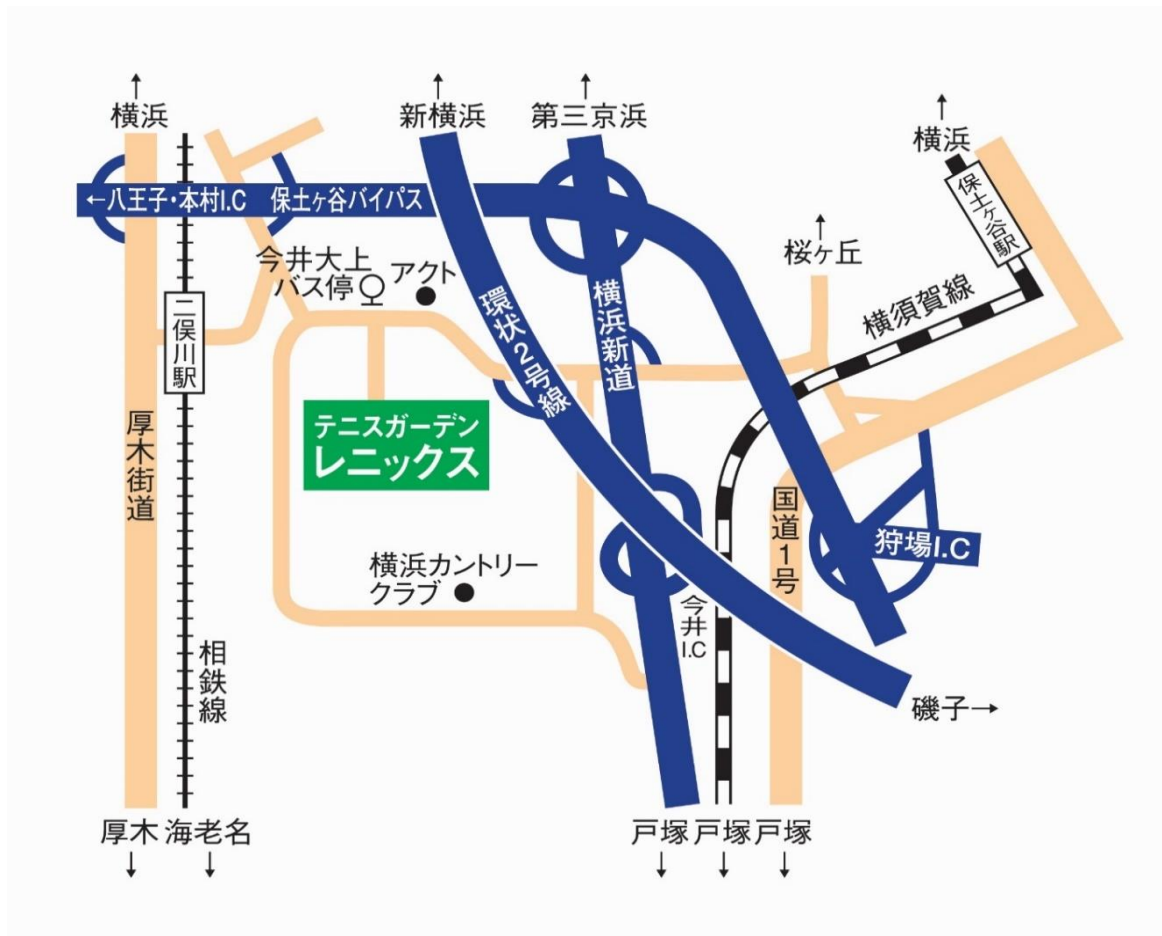 横浜
新横浜
第三京浜
横浜
←八王子・本村I.C 保土ヶ谷バイパス
保土ヶ谷駅
桜ヶ丘
今井大上
バス停
アクト
環状2号線
横浜新道
横須賀線
二俣川駅
テニスガーデン
レニックス
厚木街道
国道1号
狩場I.C
横浜カントリー
クラブ
今井I.C
相鉄線
磯子→
厚木
海老名
戸塚
戸塚
戸塚